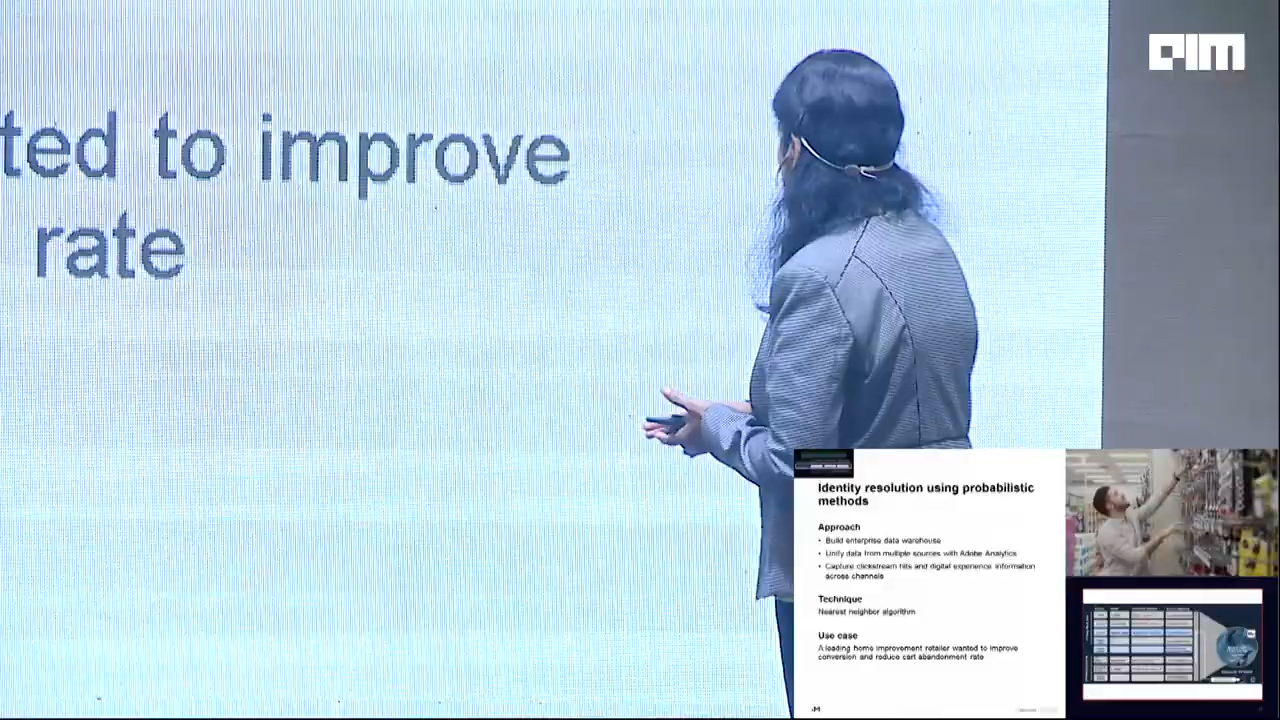 AIM
ted to improve
rate
Identity resolution using probabilistic
methods
Approach
• Build enterprise data warehouse
• Unify data from multiple sources with Adobe Analytics
• Capture clickstream hits and digital experience information
across channels
Technique
Nearest neighbor algorithm
Use case
A leading home improvement retailer wanted to improve
conversion and reduce cart abandonment rate